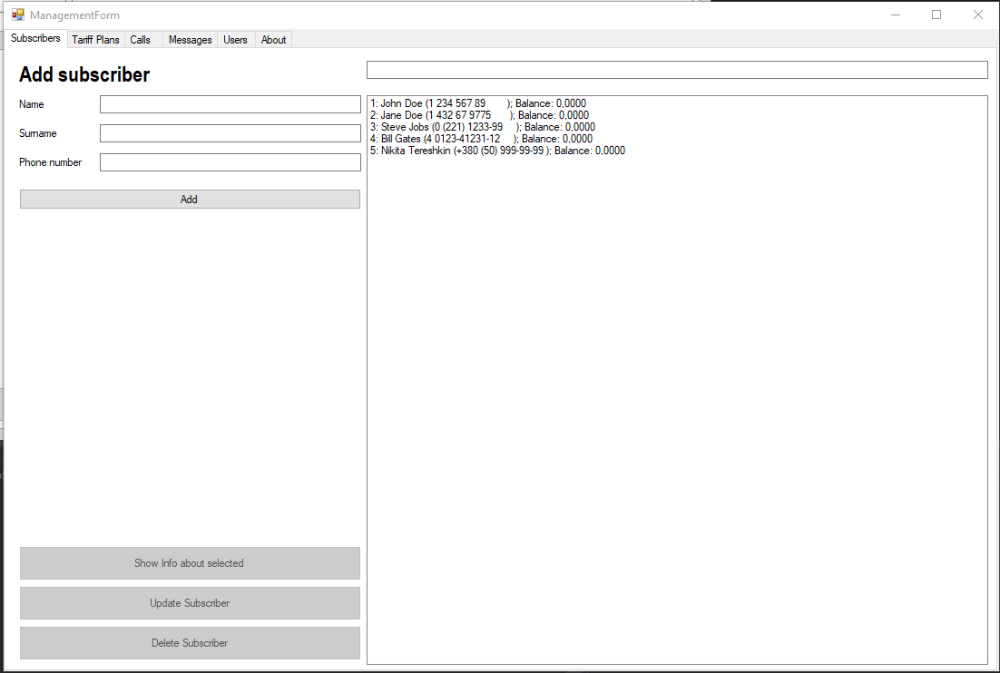 ManagementForm
Subscribers Tariff Plans Calls Messages Users About
Add subscriber
Name
Surname
Phone number
Add
1: John Doe (1 234 567 89 ); Balance: 0,0000
2: Jane Doe (1 432 67 9775 ); Balance: 0,0000
3: Steve Jobs (0 (221) 1233-99 ); Balance: 0,0000
4: Bill Gates (4 0123-41231-12 ); Balance: 0,0000
5: Nikita Tereshkin (+380 (50) 999-99-99 ); Balance: 0,0000
Show Info about selected
Update Subscriber
Delete Subscriber